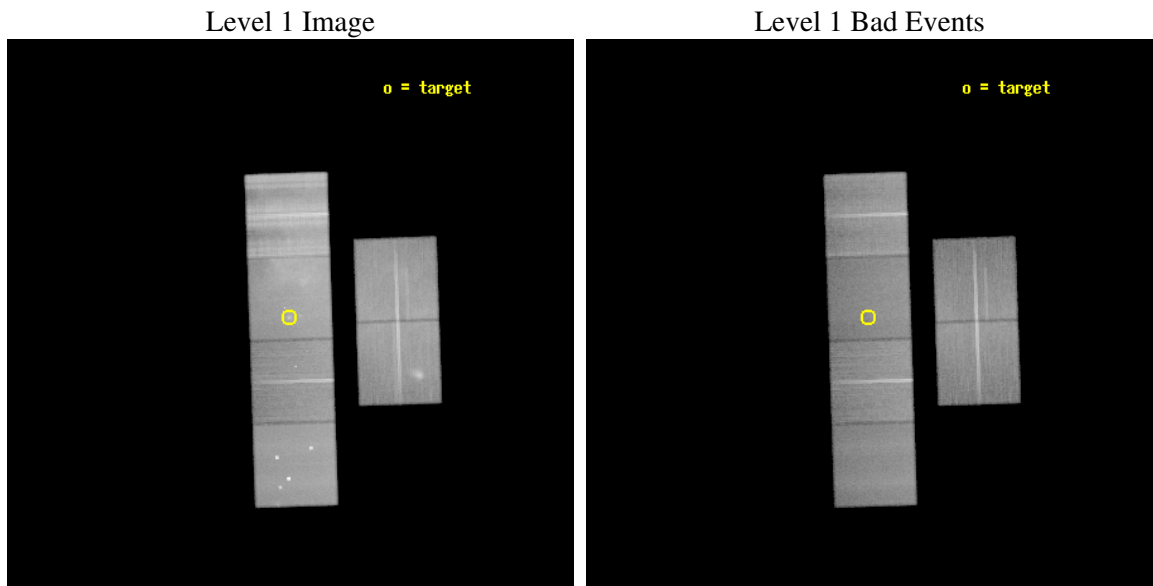 Level 1 Image
Level 1 Bad Events
o = target
o = target